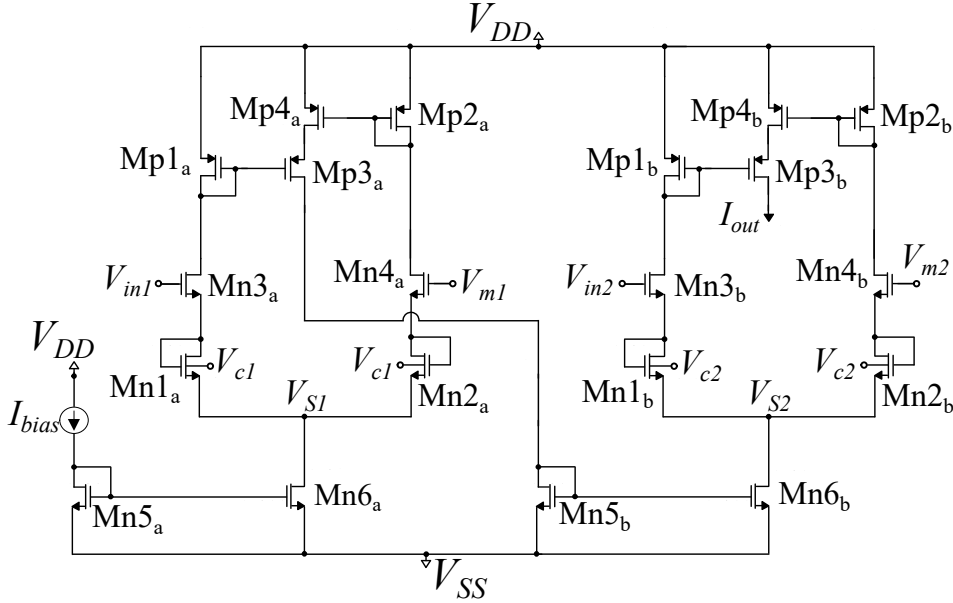 V_DD
Mp4_a Mp2_a Mp4_b Mp2_b
Mp1_a Mp3_a Mp1_b Mp3_b
I_out
V_in1 Mn3_a Mn4_a V_m1 V_in2 Mn3_b Mn4_b V_m2
V_DD
V_c1 V_c1 V_c2 V_c2
Mn1_a V_S1 Mn2_a Mn1_b V_S2 Mn2_b
I_bias
Mn5_a Mn6_a Mn5_b Mn6_b
V_SS